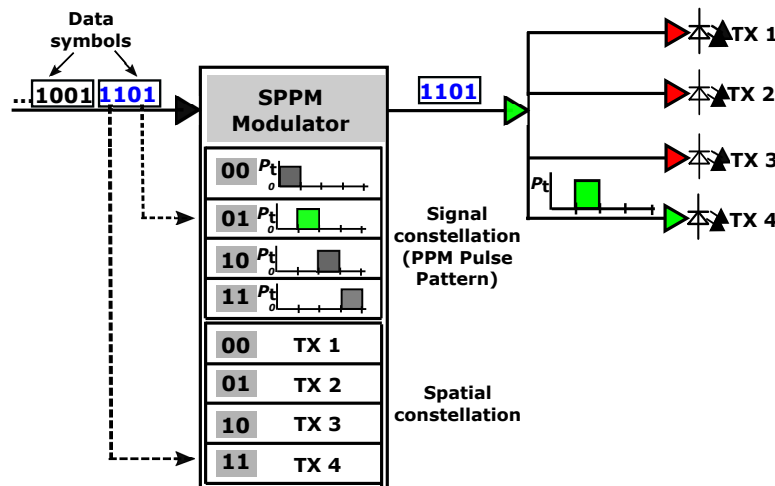 Data
symbols
...1001 1101
SPPM
Modulator
1101
00 Pt 0
01 Pt 0
10 Pt 0
11 Pt 0
Signal
constellation
(PPM Pulse
Pattern)
00 TX 1
01 TX 2
10 TX 3
11 TX 4
Spatial
constellation
TX 1
TX 2
TX 3
Pt
TX 4